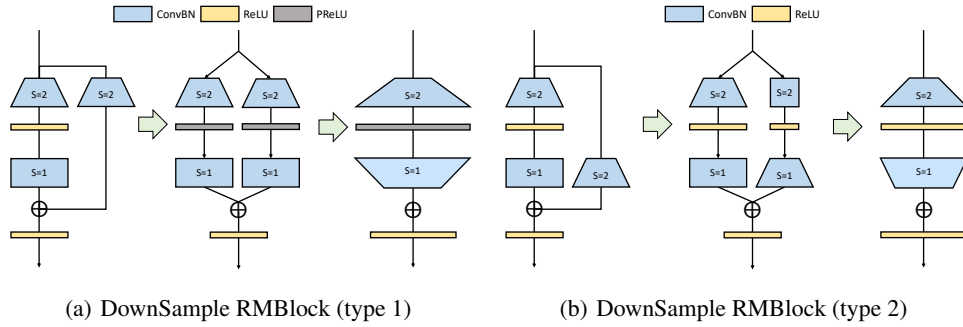 ConvBN ReLU PReLU
ConvBN ReLU
S=2 S=2 S=2 S=2 S=2
S=1 S=1 S=1 S=1
S=2 S=2 S=2 S=2
S=1 S=2 S=1 S=1 S=1
(a) DownSample RMBlock (type 1)
(b) DownSample RMBlock (type 2)